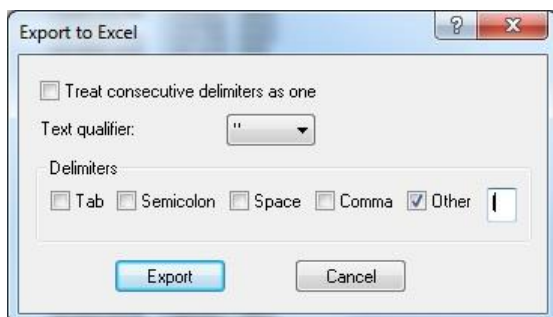 Export to Excel
Treat consecutive delimiters as one
Text qualifier: "
Delimiters
Tab Semicolon Space Comma Other |
Export Cancel